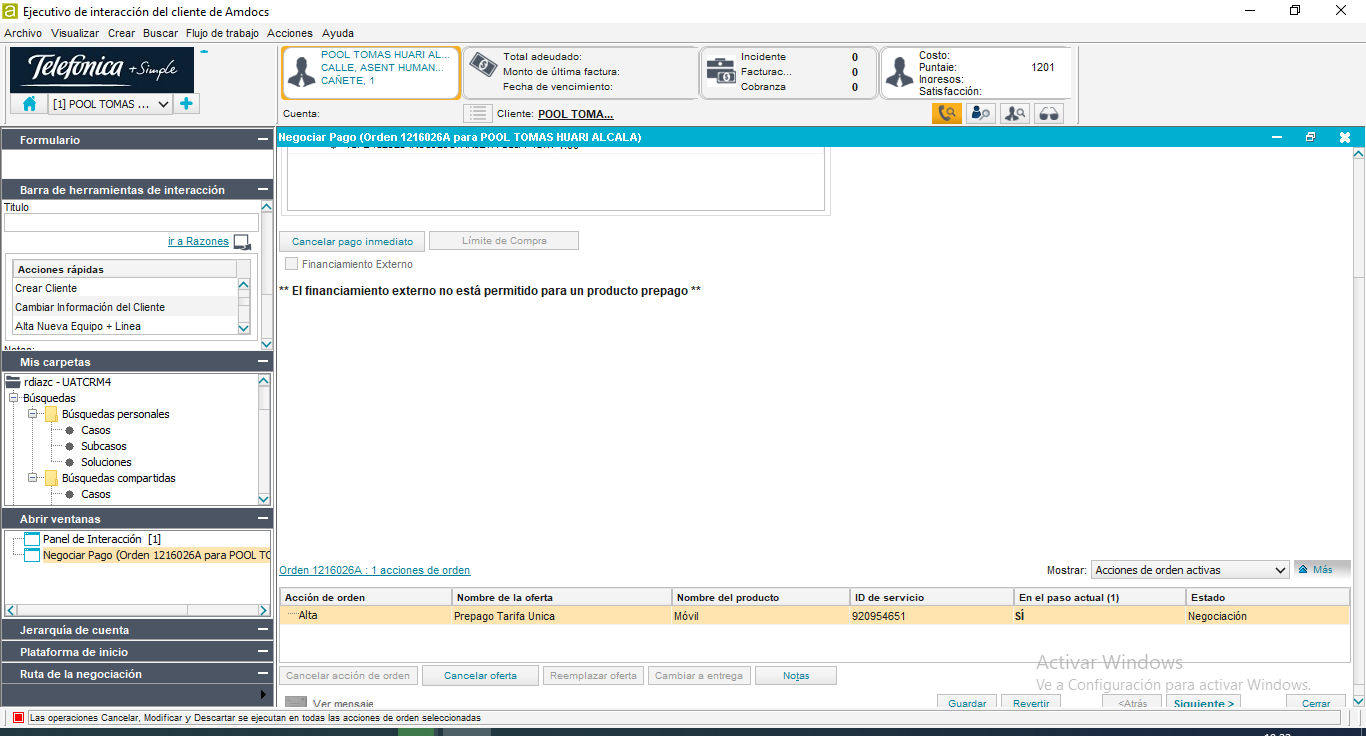 Ejecutivo de interacción del cliente de Amdocs
Archivo Visualizar Crear Buscar Flujo de trabajo Acciones Ayuda
Telefónica +Simple
[1] POOL TOMAS ...
POOL TOMAS HUARI AL...
CALLE, ASENT HUMAN...
CAÑETE, 1
Total adeudado:
Monto de última factura:
Fecha de vencimiento:
Incidente 0
Facturac... 0
Cobranza 0
Costo:
Puntaie: 1201
Ingresos:
Satisfacción:
Cuenta:
Cliente: POOL TOMA...
Formulario
Barra de herramientas de interacción
Título
ir a Razones
Acciones rápidas
Crear Cliente
Cambiar Información del Cliente
Alta Nueva Equipo + Linea
Notas:
Mis carpetas
rdiazc - UATCRM4
Búsquedas
Búsquedas personales
Casos
Subcasos
Soluciones
Búsquedas compartidas
Casos
Abrir ventanas
Panel de Interacción [1]
Negociar Pago (Orden 1216026A para POOL TO
Jerarquía de cuenta
Plataforma de inicio
Ruta de la negociación
Negociar Pago (Orden 1216026A para POOL TOMAS HUARI ALCALA)
Cancelar pago inmediato
Límite de Compra
Financiamiento Externo
** El financiamiento externo no está permitido para un producto prepago **
Orden 1216026A : 1 acciones de orden
Mostrar: Acciones de orden activas
Más
Acción de orden Nombre de la oferta Nombre del producto ID de servicio En el paso actual (1) Estado
Alta Prepago Tarifa Unica Móvil 920954651 SÍ Negociación
Cancelar acción de orden Cancelar oferta Reemplazar oferta Cambiar a entrega Notas
Activar Windows
Ve a Configuración para activar Windows.
Ver mensaje
Guardar Revertir <Atrás Siguiente > Cerrar
Las operaciones Cancelar, Modificar y Descartar se ejecutan en todas las acciones de orden seleccionadas